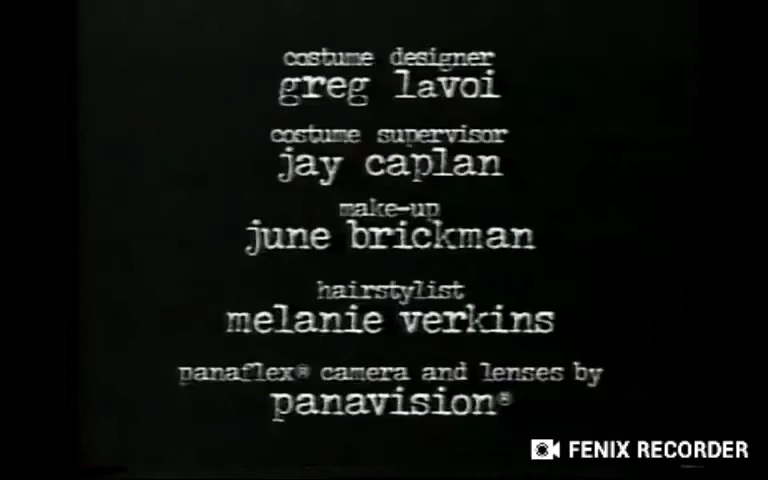 costume designer
greg lavoi
costume supervisor
jay caplan
make-up
june brickman
hairstylist
melanie verkins
panaflex® camera and lenses by
panavision®
FENIX RECORDER